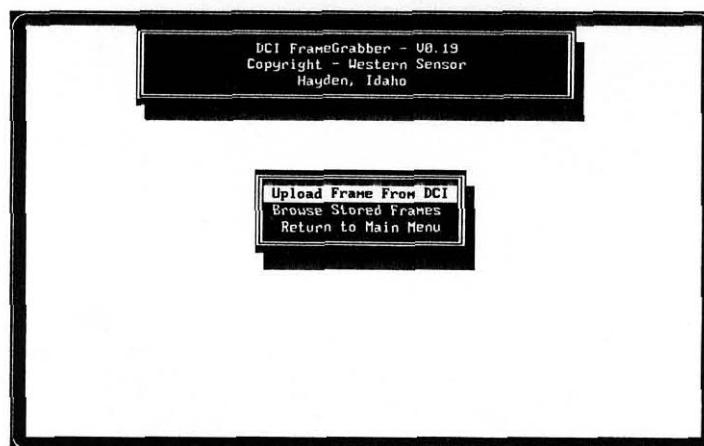 DCI FrameGrabber - V0.19
Copyright - Western Sensor
Hayden, Idaho
Upload Frame From DCI
Browse Stored Frames
Return to Main Menu